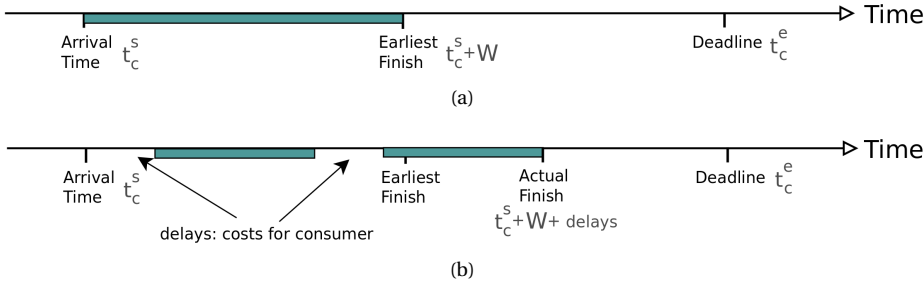 Time
Arrival Time t_c^s
Earliest Finish t_c^s+W
Deadline t_c^e
(a)
Time
Arrival Time t_c^s
Earliest Finish
Actual Finish
t_c^s+W+ delays
Deadline t_c^e
delays: costs for consumer
(b)